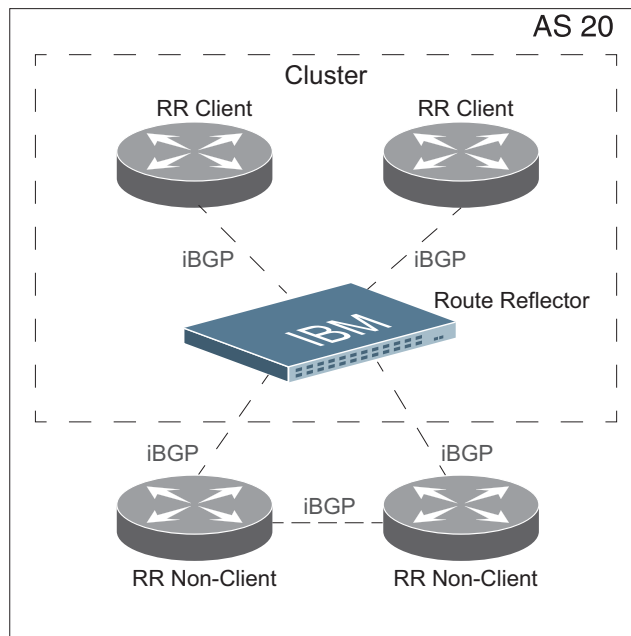 AS 20
Cluster
RR Client
RR Client
iBGP
iBGP
Route Reflector
IBM
iBGP
iBGP
iBGP
RR Non-Client
RR Non-Client